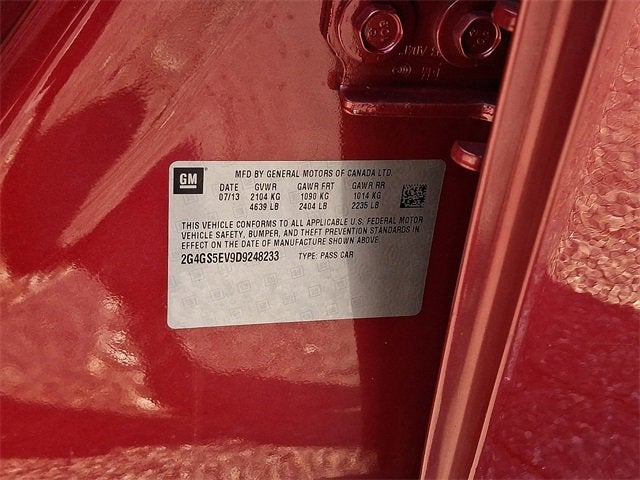 GM
MFD BY GENERAL MOTORS OF CANADA LTD.
DATE GVWR GAWR FRT GAWR RR
07/13 2104 KG 1090 KG 1014 KG
4639 LB 2404 LB 2235 LB
THIS VEHICLE CONFORMS TO ALL APPLICABLE U.S. FEDERAL MOTOR
VEHICLE SAFETY, BUMPER, AND THEFT PREVENTION STANDARDS IN
EFFECT ON THE DATE OF MANUFACTURE SHOWN ABOVE.
2G4GS5EV9D9248233 TYPE: PASS CAR